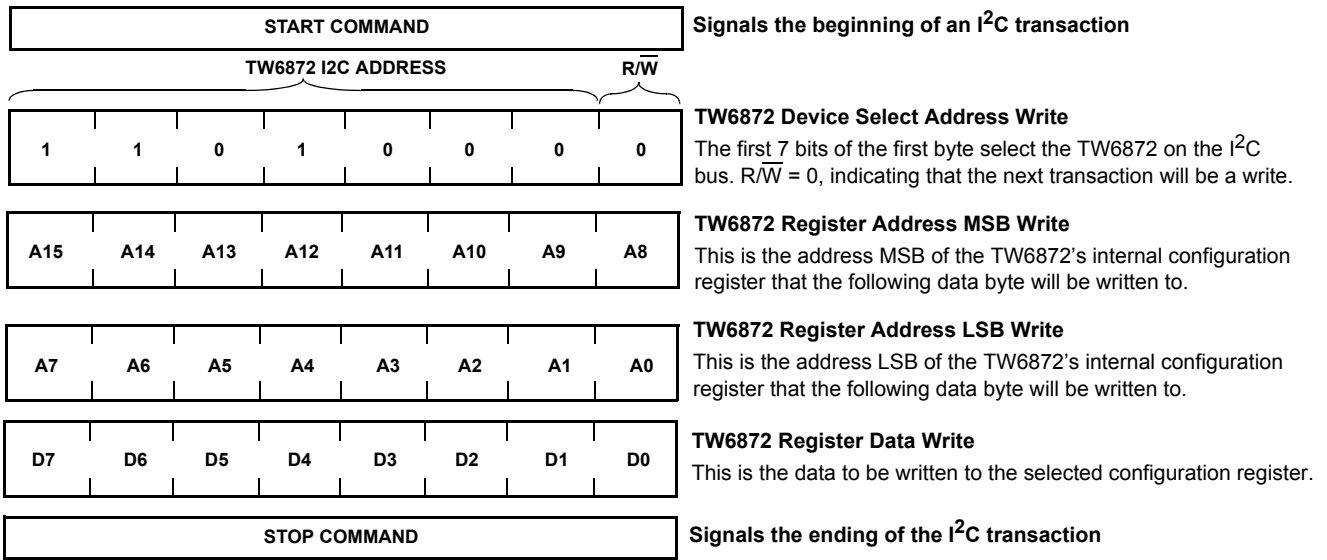 START COMMAND
Signals the beginning of an I²C transaction
TW6872 I2C ADDRESS
R/W̅
1 1 0 1 0 0 0 0
TW6872 Device Select Address Write
The first 7 bits of the first byte select the TW6872 on the I²C
bus. R/W̅ = 0, indicating that the next transaction will be a write.
A15 A14 A13 A12 A11 A10 A9 A8
TW6872 Register Address MSB Write
This is the address MSB of the TW6872's internal configuration
register that the following data byte will be written to.
A7 A6 A5 A4 A3 A2 A1 A0
TW6872 Register Address LSB Write
This is the address LSB of the TW6872's internal configuration
register that the following data byte will be written to.
D7 D6 D5 D4 D3 D2 D1 D0
TW6872 Register Data Write
This is the data to be written to the selected configuration register.
STOP COMMAND
Signals the ending of the I²C transaction